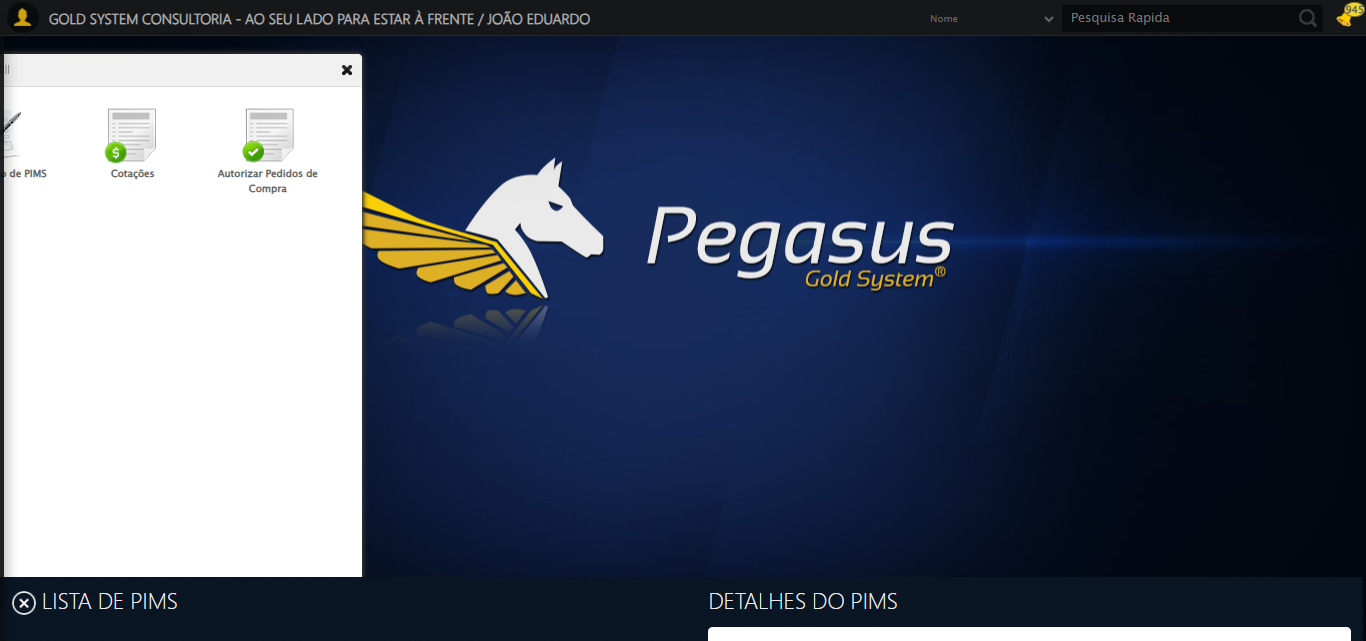 GOLD SYSTEM CONSULTORIA - AO SEU LADO PARA ESTAR À FRENTE / JOÃO EDUARDO
Nome
Pesquisa Rapida
945
o de PIMS
Cotações
Autorizar Pedidos de
Compra
Pegasus
Gold System®
LISTA DE PIMS
DETALHES DO PIMS